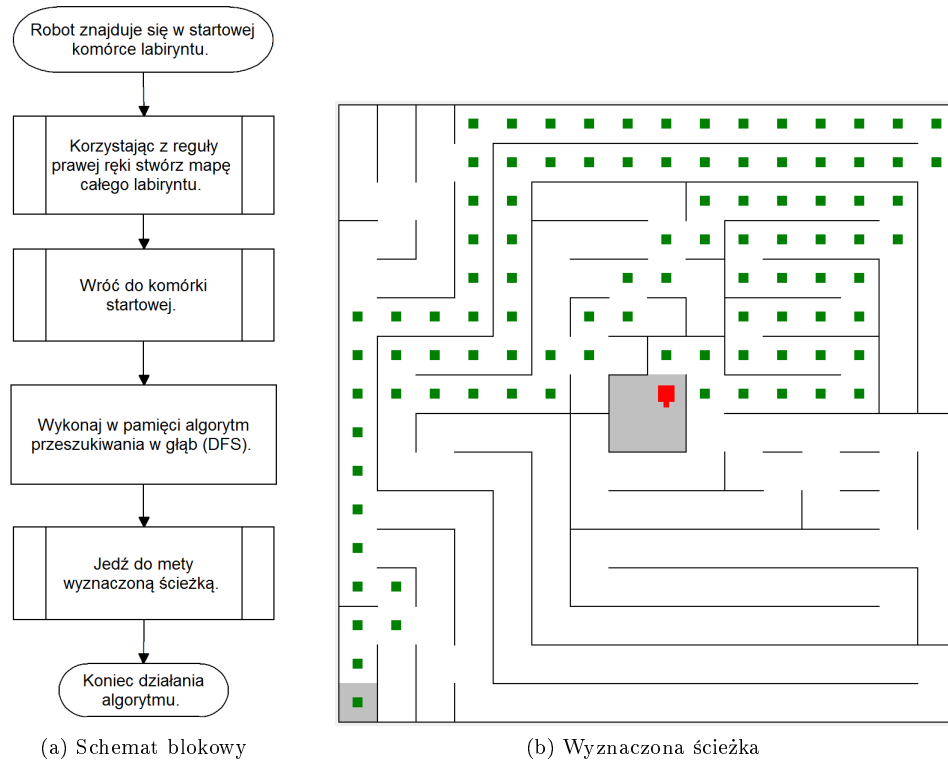 Robot znajduje się w startowej
komórce labiryntu.
Korzystając z reguły
prawej ręki stwórz mapę
całego labiryntu.
Wróć do komórki
startowej.
Wykonaj w pamięci algorytm
przeszukiwania w głąb (DFS).
Jedź do mety
wyznaczoną ścieżką.
Koniec działania
algorytmu.
(a) Schemat blokowy
(b) Wyznaczona ścieżka